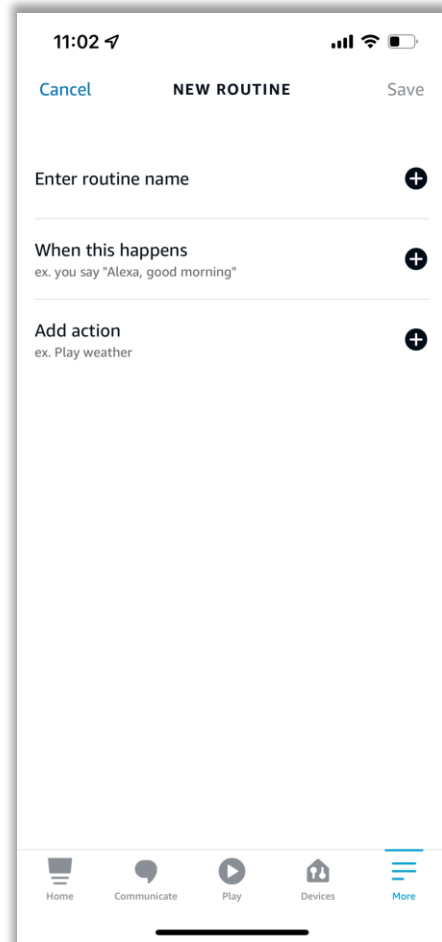 11:02
Cancel NEW ROUTINE Save
Enter routine name
When this happens
ex. you say "Alexa, good morning"
Add action
ex. Play weather
Home Communicate Play Devices More